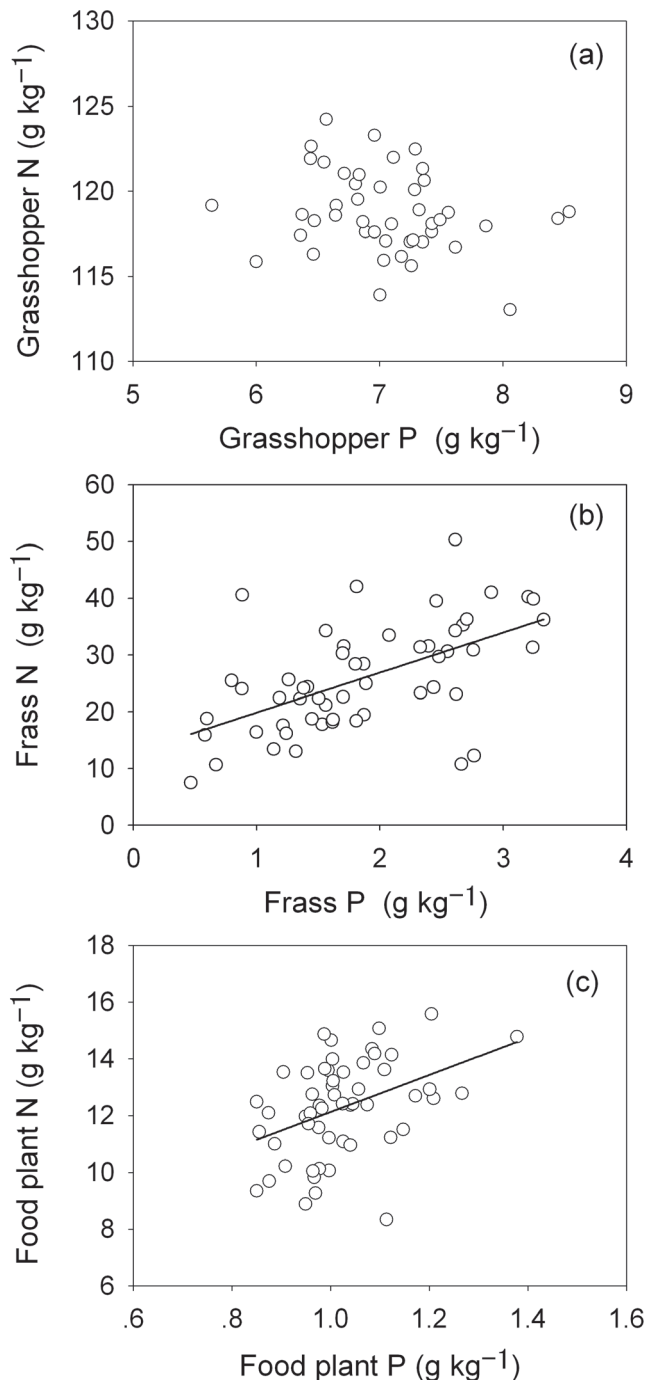 130
(a)
125
120
115
110
Grasshopper N (g kg⁻¹)
5 6 7 8 9
Grasshopper P (g kg⁻¹)
60
(b)
50
40
30
20
10
0
Frass N (g kg⁻¹)
0 1 2 3 4
Frass P (g kg⁻¹)
18
(c)
16
14
12
10
8
6
Food plant N (g kg⁻¹)
.6 .8 1.0 1.2 1.4 1.6
Food plant P (g kg⁻¹)